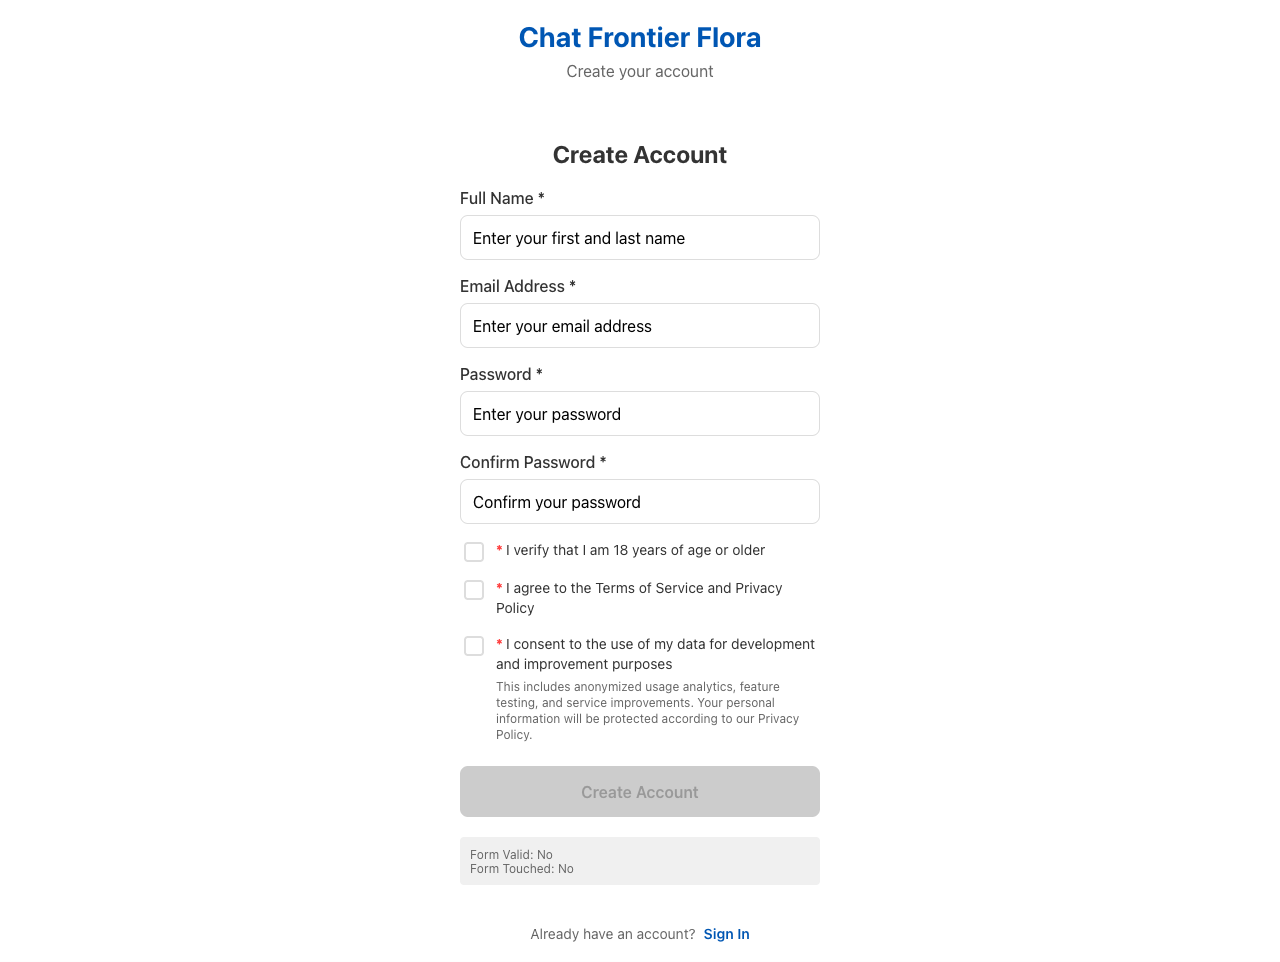 Chat Frontier Flora
Create your account
Create Account
Full Name *
Enter your first and last name
Email Address *
Enter your email address
Password *
Enter your password
Confirm Password *
Confirm your password
* I verify that I am 18 years of age or older
* I agree to the Terms of Service and Privacy
Policy
* I consent to the use of my data for development
and improvement purposes
This includes anonymized usage analytics, feature
testing, and service improvements. Your personal
information will be protected according to our Privacy
Policy.
Create Account
Form Valid: No
Form Touched: No
Already have an account? Sign In